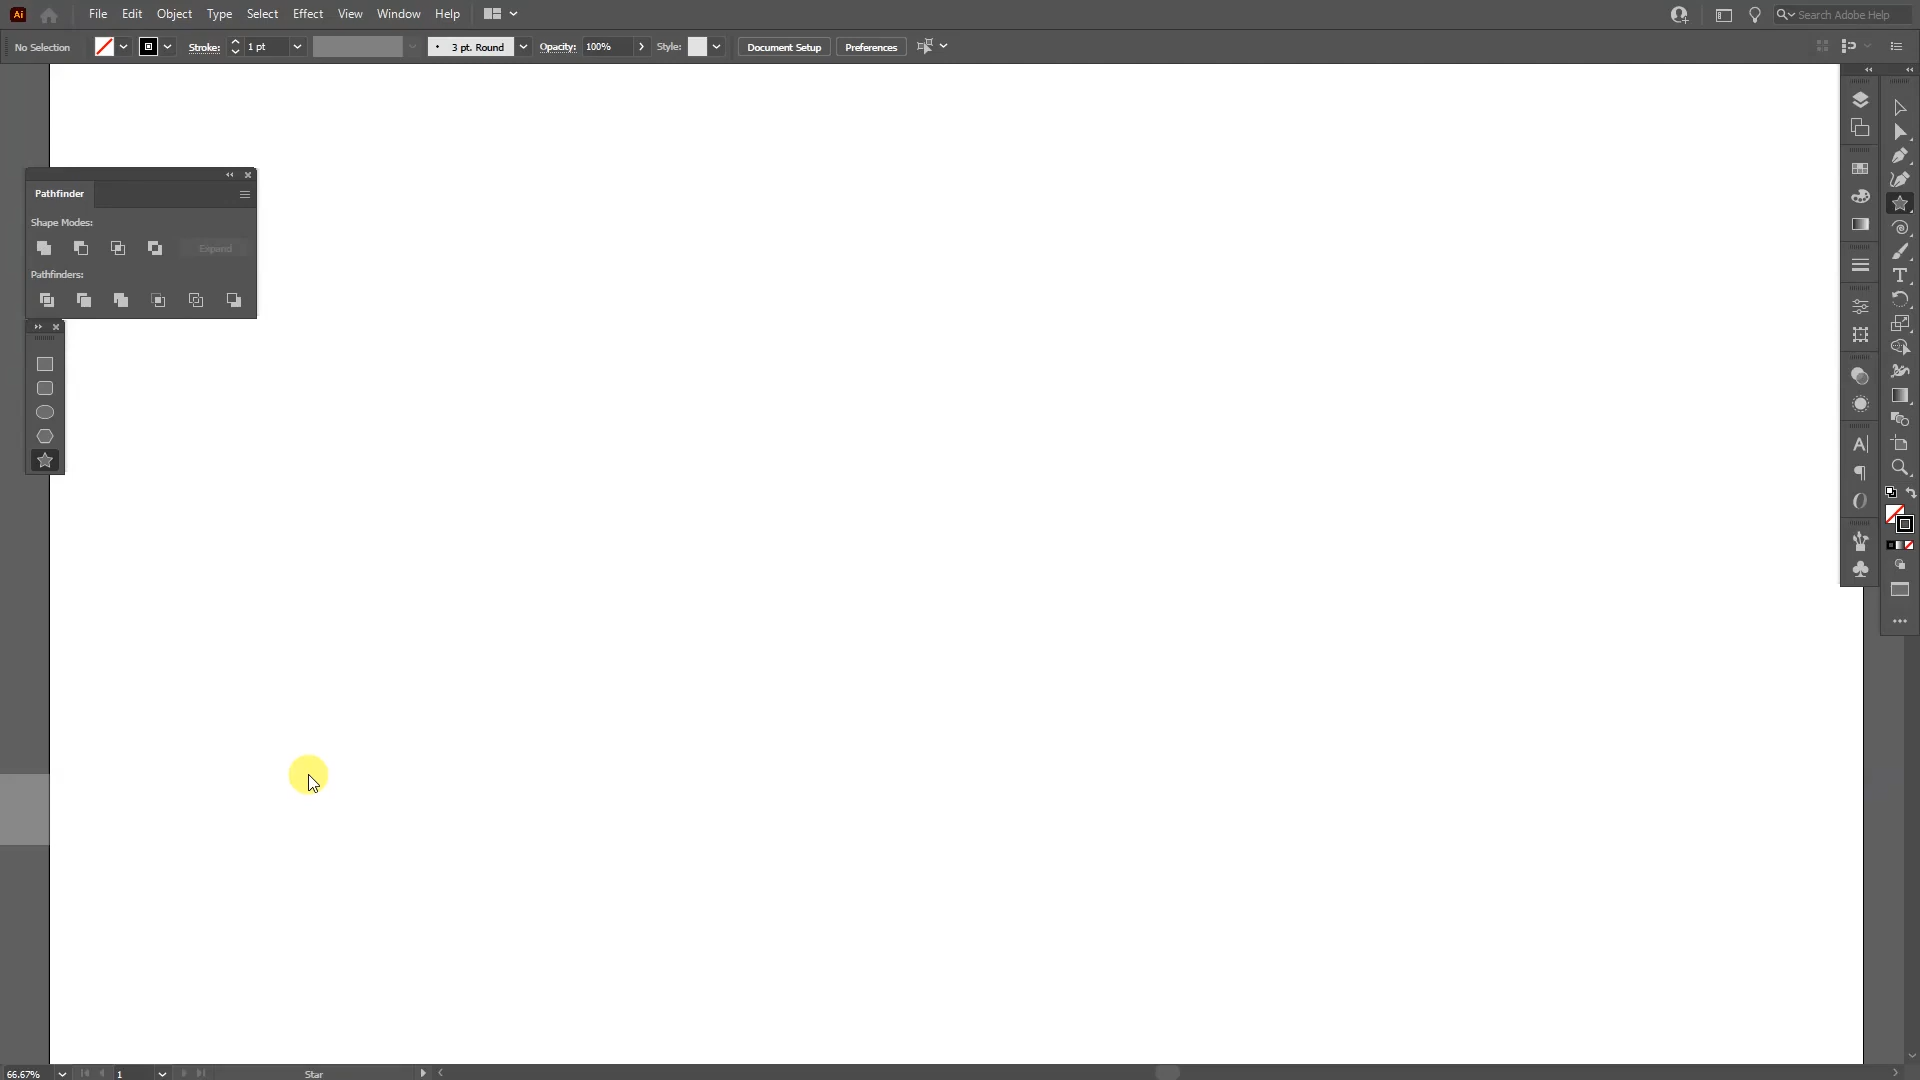 Ai File Edit Object Type Select Effect View Window Help Search Adobe Help
No Selection Stroke: 1 pt 3 pt. Round Opacity: 100% Style: Document Setup Preferences
Pathfinder
Shape Modes:
Expand
Pathfinders:
66.67% 1 Star